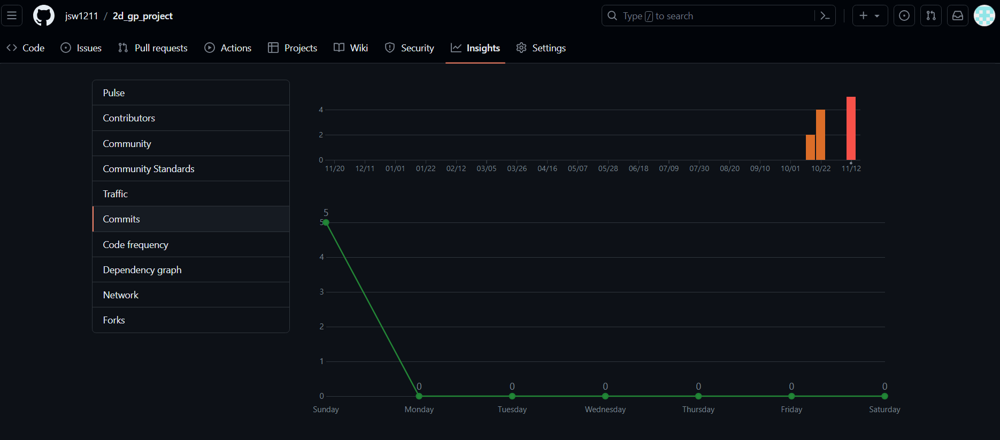 jsw1211 / 2d_gp_project
Type / to search
Code Issues Pull requests Actions Projects Wiki Security Insights Settings
Pulse
Contributors
Community
Community Standards
Traffic
Commits
Code frequency
Dependency graph
Network
Forks
4
2
0
11/20 12/11 01/01 01/22 02/12 03/05 03/26 04/16 05/07 05/28 06/18 07/09 07/30 08/20 09/10 10/01 10/22 11/12
5
5
4
3
2
1
0 0 0 0 0 0
0
Sunday Monday Tuesday Wednesday Thursday Friday Saturday